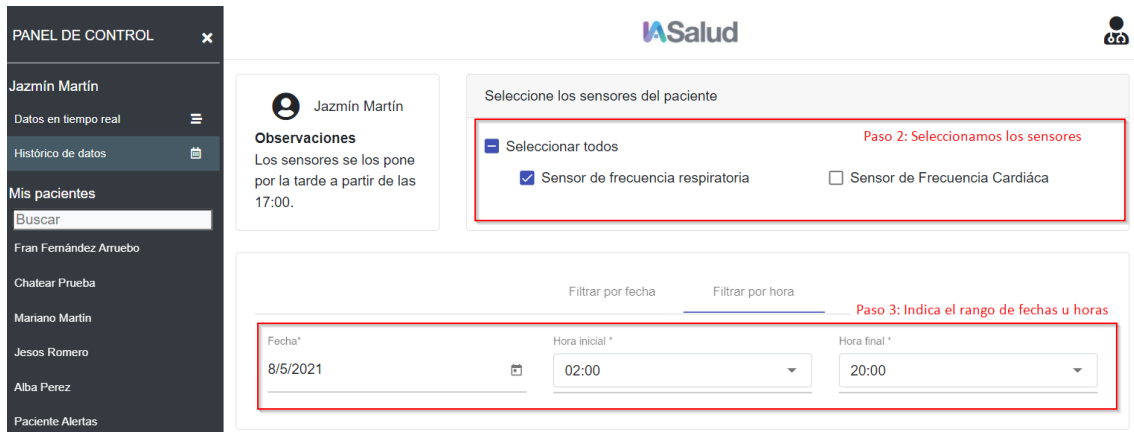 PANEL DE CONTROL ×
IASalud
Jazmín Martín
Datos en tiempo real
Histórico de datos
Mis pacientes
Buscar
Fran Fernández Arruebo
Chatear Prueba
Mariano Martín
Jesos Romero
Alba Perez
Paciente Alertas
Jazmín Martín
Observaciones
Los sensores se los pone
por la tarde a partir de las
17:00.
Seleccione los sensores del paciente
Paso 2: Seleccionamos los sensores
Seleccionar todos
Sensor de frecuencia respiratoria
Sensor de Frecuencia Cardiáca
Filtrar por fecha
Filtrar por hora
Paso 3: Indica el rango de fechas u horas
Fecha*
Hora inicial *
Hora final *
8/5/2021
02:00
20:00